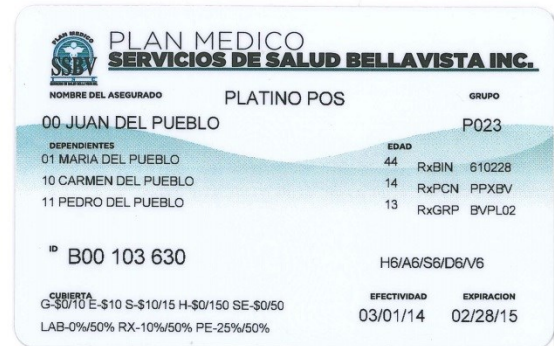 PLAN MEDICO
SSBV
PLAN MEDICO
SERVICIOS DE SALUD BELLAVISTA INC.
NOMBRE DEL ASEGURADO PLATINO POS GRUPO
00 JUAN DEL PUEBLO P023
DEPENDIENTES EDAD
01 MARIA DEL PUEBLO 44 RxBIN 610228
10 CARMEN DEL PUEBLO 14 RxPCN PPXBV
11 PEDRO DEL PUEBLO 13 RxGRP BVPL02
ID B00 103 630 H6/A6/S6/D6/V6
CUBIERTA EFECTIVIDAD EXPIRACION
G-$0/10 E-$10 S-$10/15 H-$0/150 SE-$0/50 03/01/14 02/28/15
LAB-0%/50% RX-10%/50% PE-25%/50%